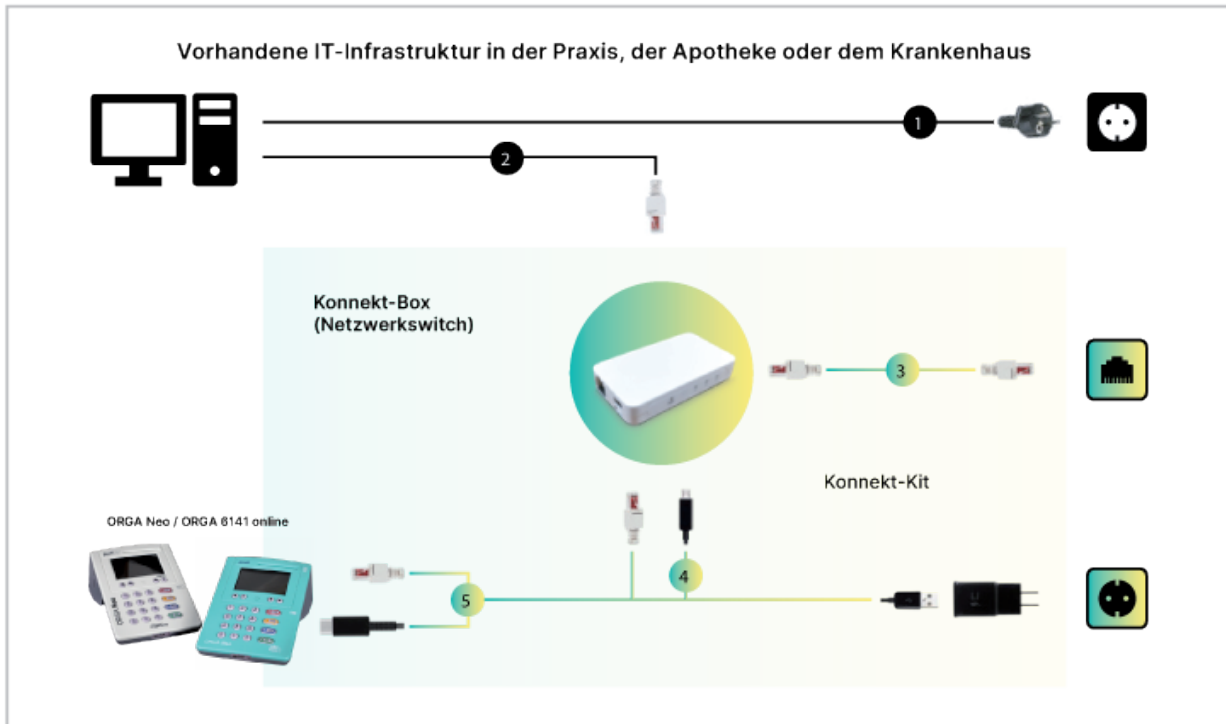 Vorhandene IT-Infrastruktur in der Praxis, der Apotheke oder dem Krankenhaus
1
2
Konnekt-Box
(Netzwerkswitch)
3
Konnekt-Kit
ORGA Neo / ORGA 6141 online
4
5